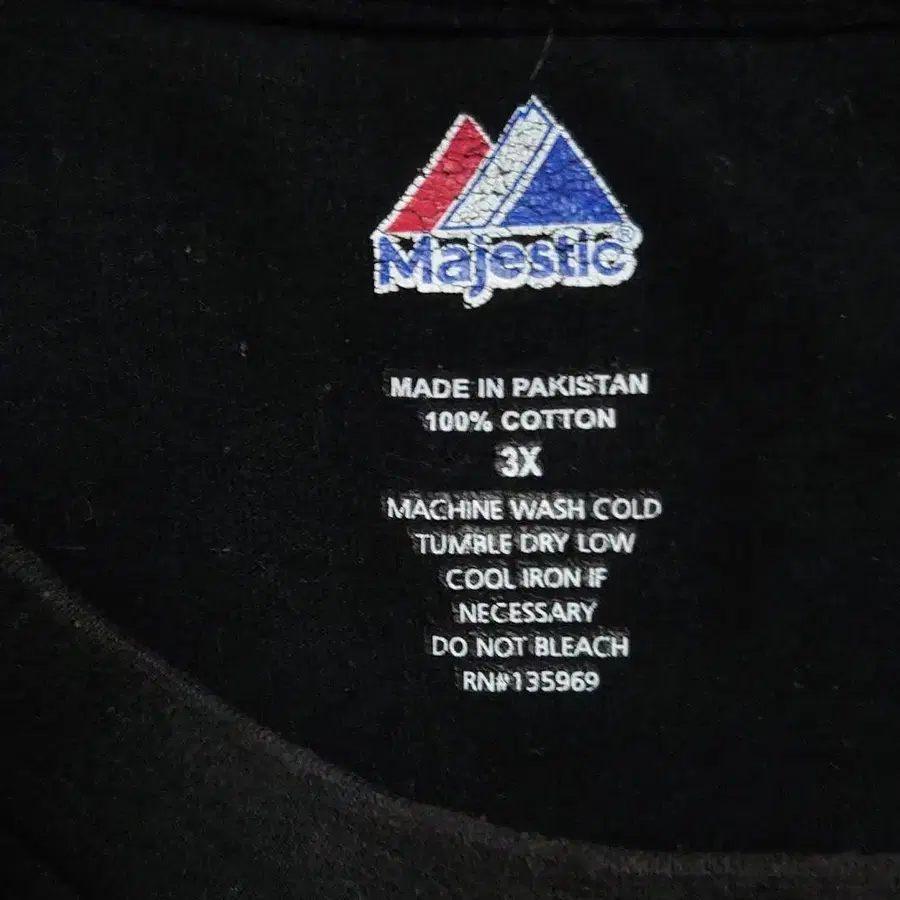 Majestic®
MADE IN PAKISTAN
100% COTTON
3X
MACHINE WASH COLD
TUMBLE DRY LOW
COOL IRON IF
NECESSARY
DO NOT BLEACH
RN#135969